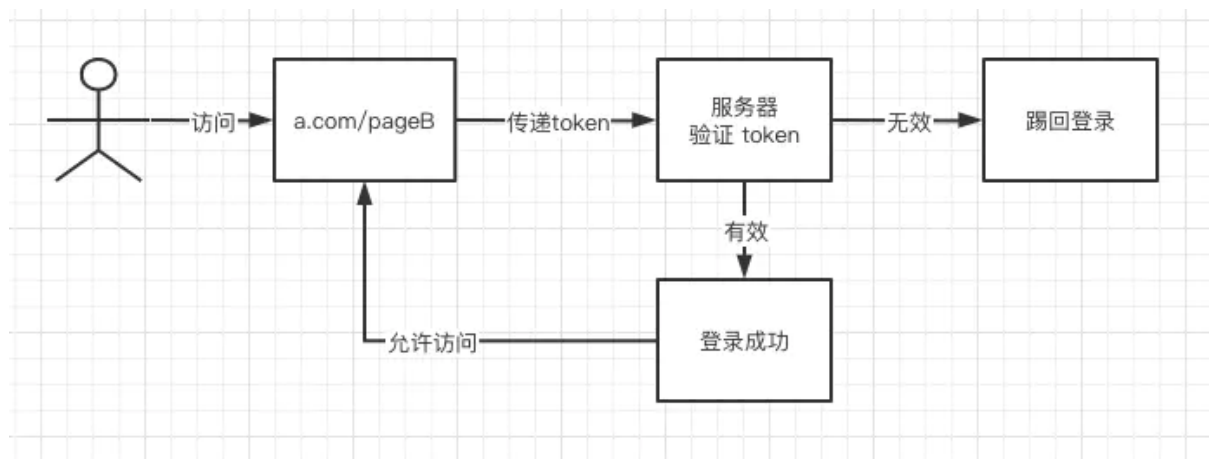 访问
a.com/pageB
传递token
服务器
验证 token
无效
踢回登录
有效
允许访问
登录成功